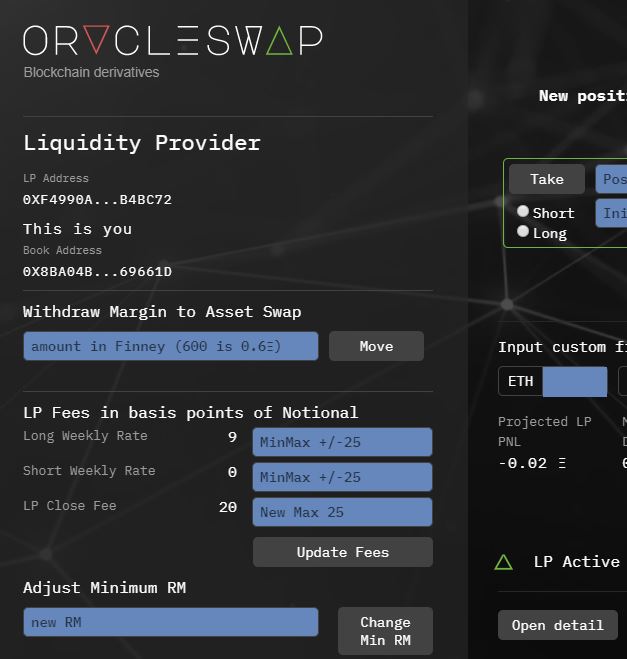 ORACLESWAP
Blockchain derivatives
Liquidity Provider
LP Address
0XF4990A...B4BC72
This is you
Book Address
0X8BA04B...69661D
Withdraw Margin to Asset Swap
amount in Finney (600 is 0.6Ξ)
Move
LP Fees in basis points of Notional
Long Weekly Rate 9 MinMax +/-25
Short Weekly Rate 0 MinMax +/-25
LP Close Fee 20 New Max 25
Update Fees
Adjust Minimum RM
new RM
Change
Min RM
New posit
Take Pos
Short Ini
Long
Input custom f
ETH
Projected LP
PNL
-0.02 Ξ
LP Active
Open detail